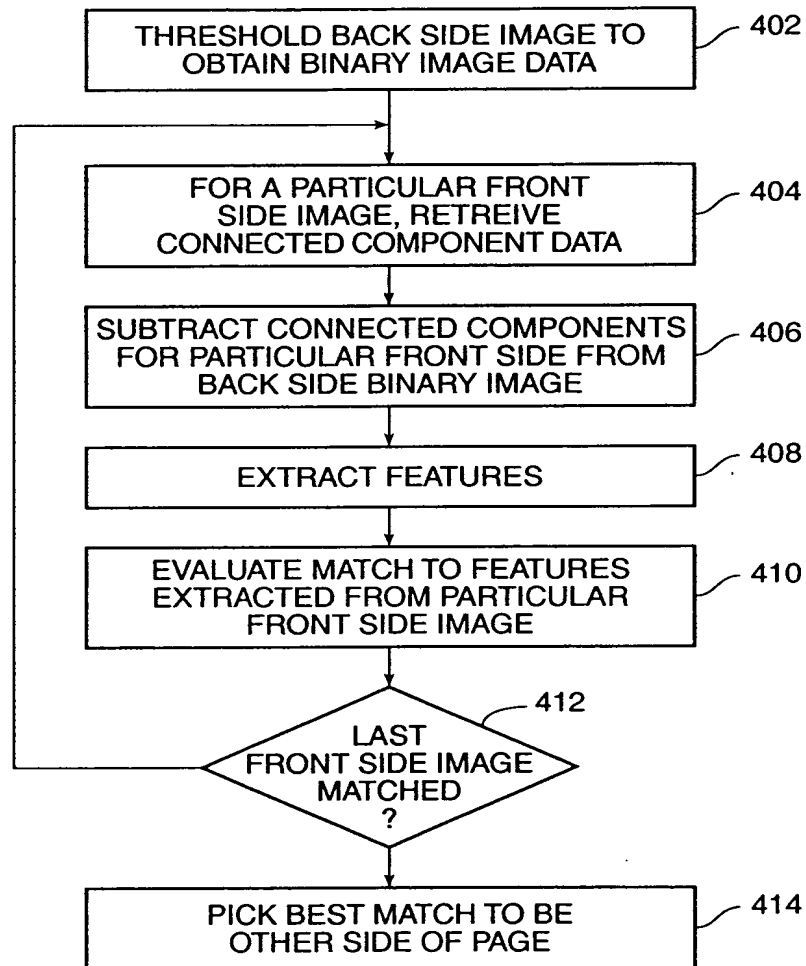 THRESHOLD BACK SIDE IMAGE TO
OBTAIN BINARY IMAGE DATA
402
FOR A PARTICULAR FRONT
SIDE IMAGE, RETREIVE
CONNECTED COMPONENT DATA
404
SUBTRACT CONNECTED COMPONENTS
FOR PARTICULAR FRONT SIDE FROM
BACK SIDE BINARY IMAGE
406
EXTRACT FEATURES
408
EVALUATE MATCH TO FEATURES
EXTRACTED FROM PARTICULAR
FRONT SIDE IMAGE
410
LAST
FRONT SIDE IMAGE
MATCHED
?
412
PICK BEST MATCH TO BE
OTHER SIDE OF PAGE
414